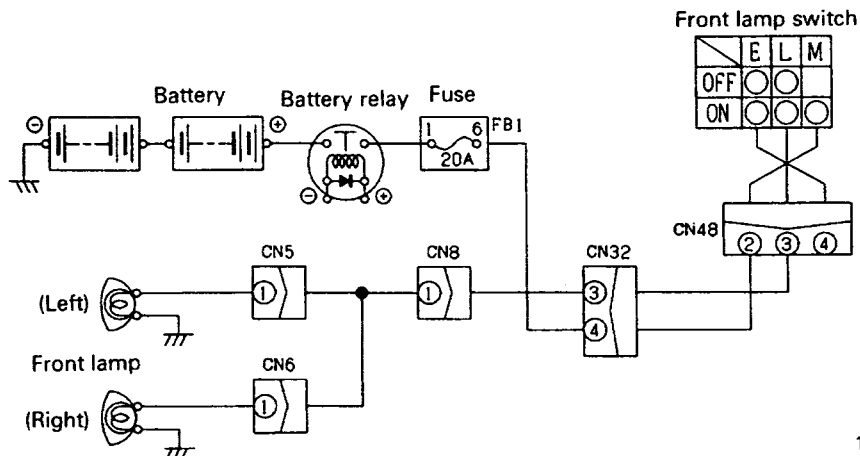 Front lamp switch
E L M
OFF
ON
Battery
Battery relay
Fuse
⊖
⊕
1 6
FB1
20A
⊖ ⊕
CN48
2 3 4
CN5
CN8
CN32
1
1
3
(Left)
4
Front lamp
CN6
1
(Right)
1